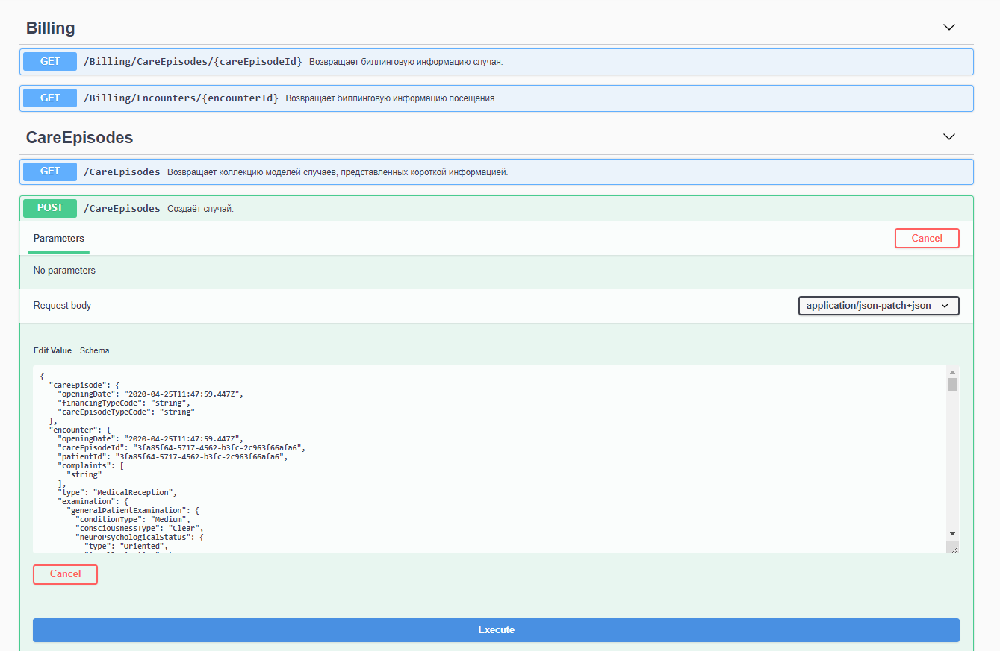 Billing
GET /Billing/CareEpisodes/{careEpisodeId} Возвращает биллинговую информацию случая.
GET /Billing/Encounters/{encounterId} Возвращает биллинговую информацию посещения.
CareEpisodes
GET /CareEpisodes Возвращает коллекцию моделей случаев, представленных короткой информацией.
POST /CareEpisodes Создаёт случай.
Parameters Cancel
No parameters
Request body application/json-patch+json
Edit Value | Schema
{
"careEpisode": {
"openingDate": "2020-04-25T11:47:59.447Z",
"financingTypeCode": "string",
"careEpisodeTypeCode": "string"
},
"encounter": {
"openingDate": "2020-04-25T11:47:59.447Z",
"careEpisodeId": "3fa85f64-5717-4562-b3fc-2c963f66afa6",
"patientId": "3fa85f64-5717-4562-b3fc-2c963f66afa6",
"complaints": [
"string"
],
"type": "MedicalReception",
"examination": {
"generalPatientExamination": {
"conditionType": "Medium",
"consciousnessType": "Clear",
"neuroPsychologicalStatus": {
"type": "Oriented",
Cancel
Execute